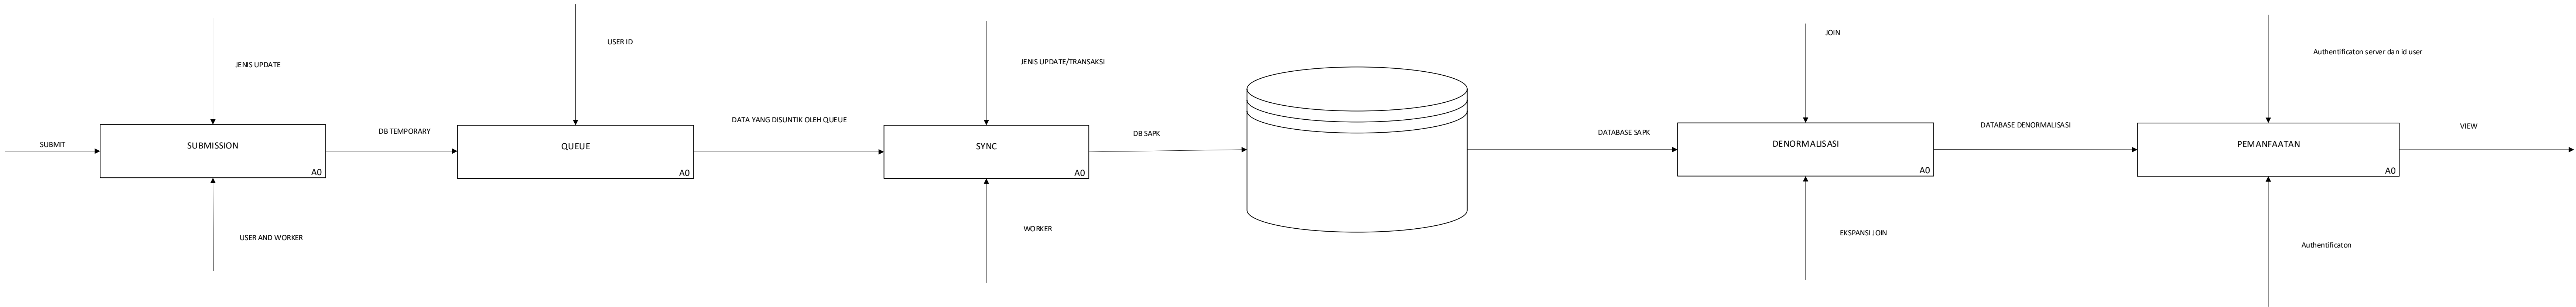 SUBMIT
JENIS UPDATE
SUBMISSION
A0
USER AND WORKER
DB TEMPORARY
USER ID
QUEUE
A0
DATA YANG DISUNTIK OLEH QUEUE
JENIS UPDATE/TRANSAKSI
SYNC
A0
WORKER
DB SAPK
DATABASE SAPK
JOIN
DENORMALISASI
A0
EKSPANSI JOIN
DATABASE DENORMALISASI
Authentificaton server dan id user
PEMANFAATAN
A0
Authentificaton
VIEW